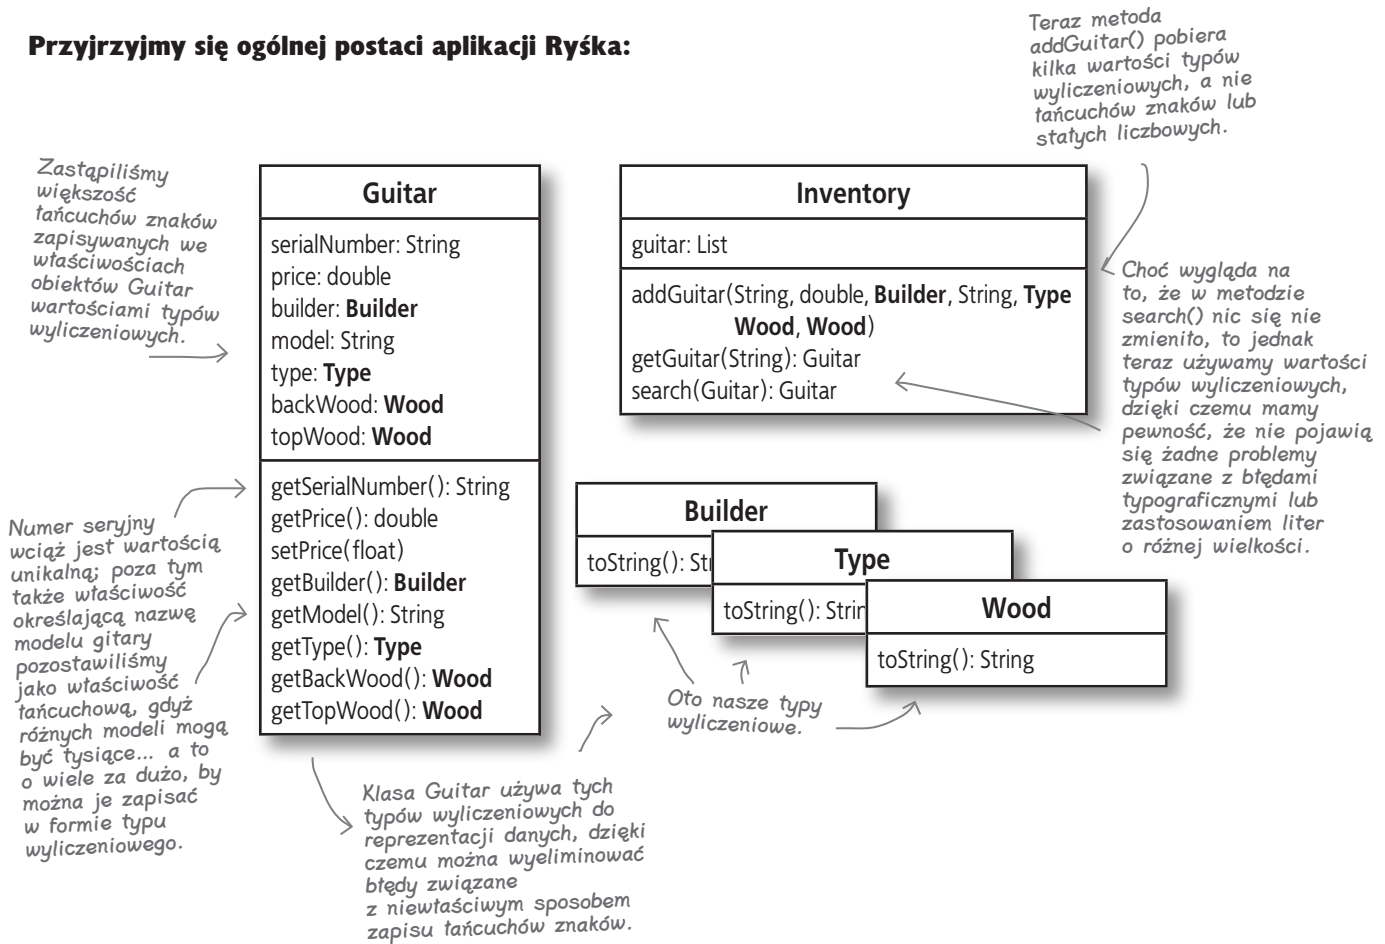 Przyjrzyjmy się ogólnej postaci aplikacji Ryśka:
Teraz metoda
addGuitar() pobiera
kilka wartości typów
wyliczeniowych, a nie
łańcuchów znaków lub
stałych liczbowych.
Zastąpiliśmy
większość
łańcuchów znaków
zapisywanych we
właściwościach
obiektów Guitar
wartościami typów
wyliczeniowych.
Guitar
serialNumber: String
price: double
builder: Builder
model: String
type: Type
backWood: Wood
topWood: Wood
getSerialNumber(): String
getPrice(): double
setPrice(float)
getBuilder(): Builder
getModel(): String
getType(): Type
getBackWood(): Wood
getTopWood(): Wood
Inventory
guitar: List
addGuitar(String, double, Builder, String, Type
Wood, Wood)
getGuitar(String): Guitar
search(Guitar): Guitar
Choć wygląda na
to, że w metodzie
search() nic się nie
zmieniło, to jednak
teraz używamy wartości
typów wyliczeniowych,
dzięki czemu mamy
pewność, że nie pojawią
się żadne problemy
związane z błędami
typograficznymi lub
zastosowaniem liter
o różnej wielkości.
Numer seryjny
wciąż jest wartością
unikalną; poza tym
także właściwość
określającą nazwę
modelu gitary
pozostawiliśmy
jako właściwość
łańcuchową, gdyż
różnych modeli mogą
być tysiące... a to
o wiele za dużo, by
można je zapisać
w formie typu
wyliczeniowego.
Builder
toString(): Str
Type
toString(): Strin
Wood
toString(): String
Oto nasze typy
wyliczeniowe.
Klasa Guitar używa tych
typów wyliczeniowych do
reprezentacji danych, dzięki
czemu można wyeliminować
błędy związane
z niewłaściwym sposobem
zapisu łańcuchów znaków.